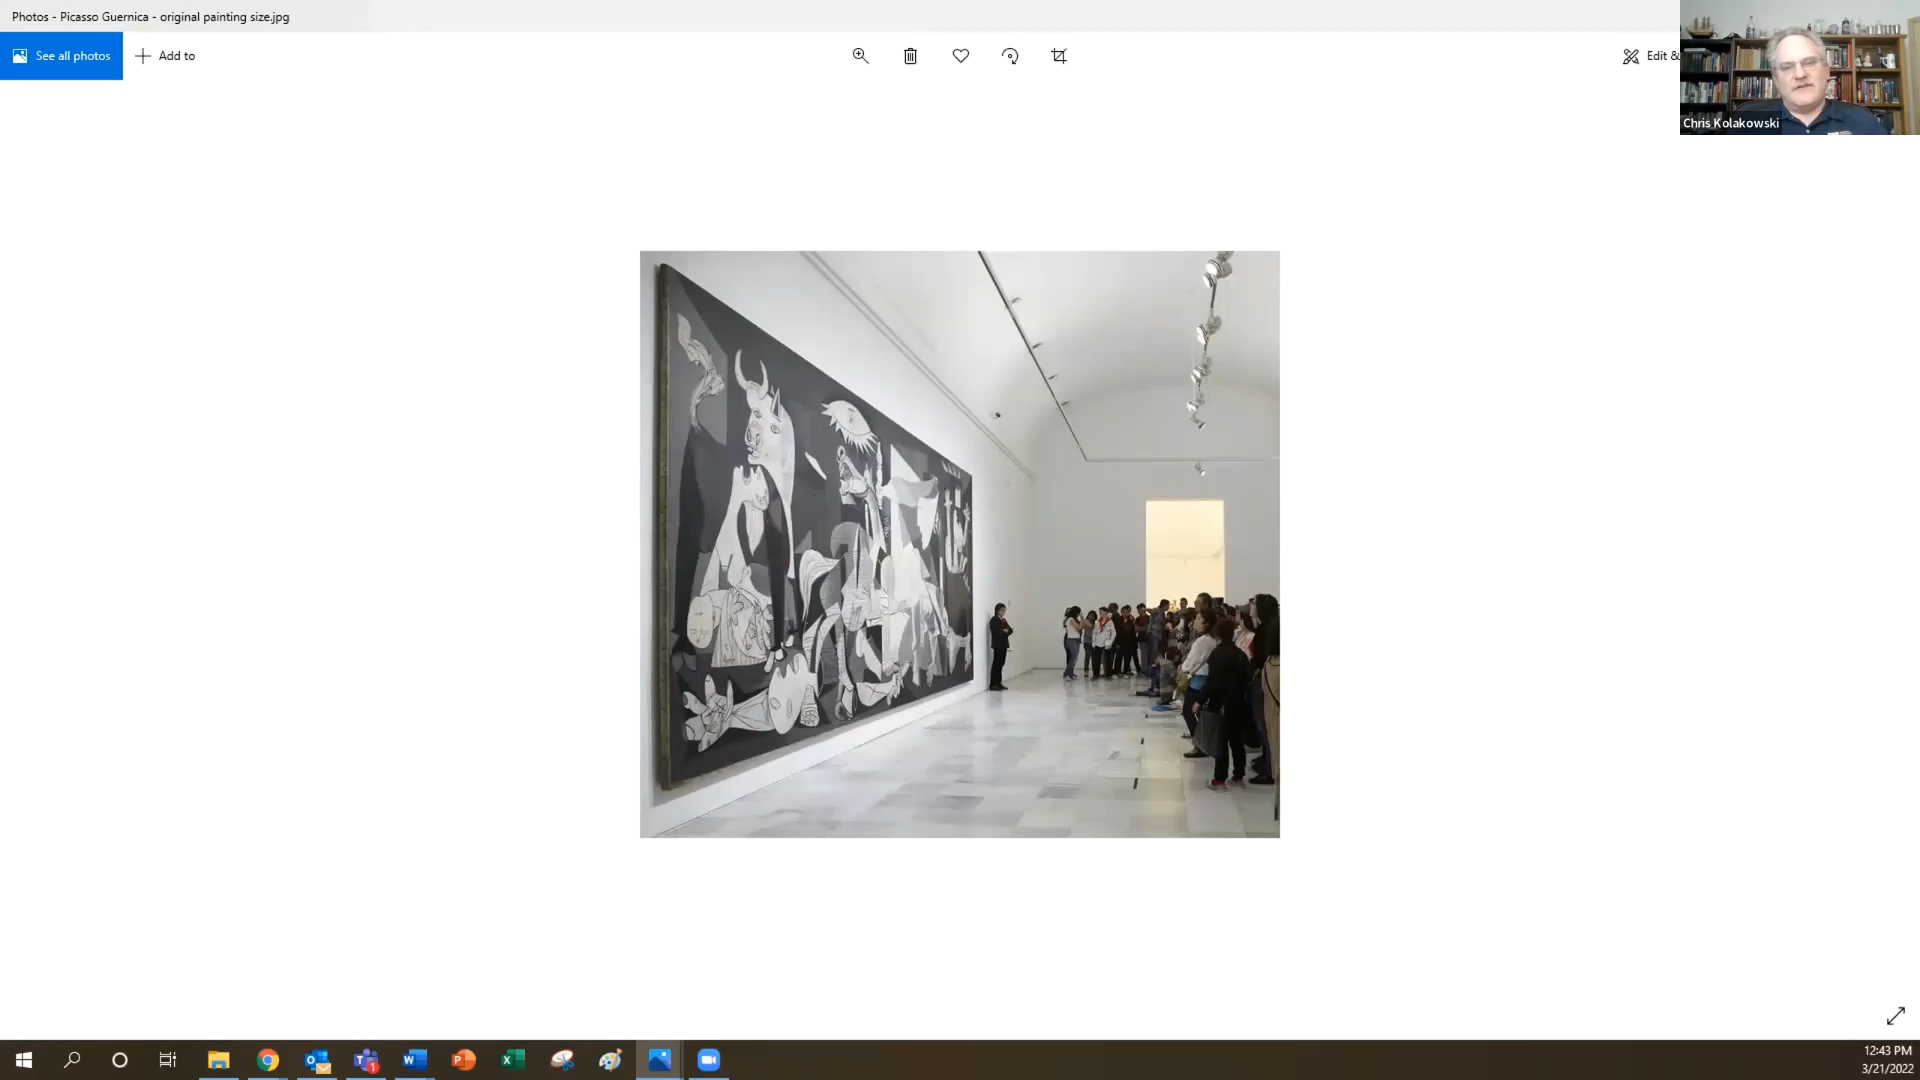 Photos - Picasso Guernica - original painting size.jpg
See all photos
Add to
Edit &
Chris Kolakowski
12:43 PM
3/21/2022